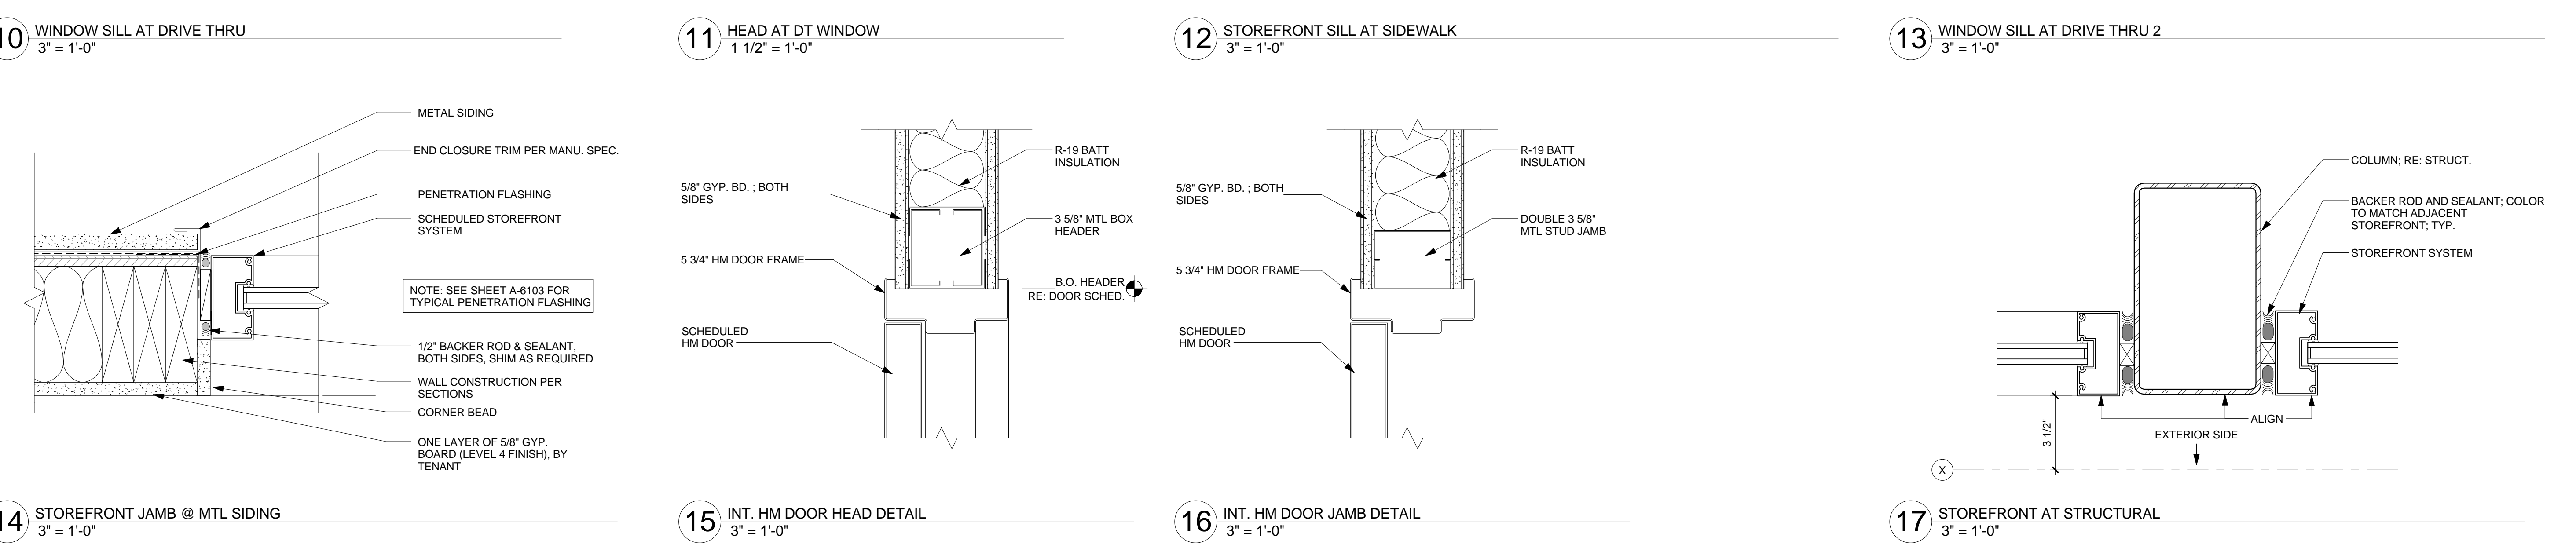 10 WINDOW SILL AT DRIVE THRU
3" = 1'-0"
11 HEAD AT DT WINDOW
1 1/2" = 1'-0"
12 STOREFRONT SILL AT SIDEWALK
3" = 1'-0"
13 WINDOW SILL AT DRIVE THRU 2
3" = 1'-0"
METAL SIDING
END CLOSURE TRIM PER MANU. SPEC.
PENETRATION FLASHING
SCHEDULED STOREFRONT
SYSTEM
NOTE: SEE SHEET A-6103 FOR
TYPICAL PENETRATION FLASHING
1/2" BACKER ROD & SEALANT,
BOTH SIDES, SHIM AS REQUIRED
WALL CONSTRUCTION PER
SECTIONS
CORNER BEAD
ONE LAYER OF 5/8" GYP.
BOARD (LEVEL 4 FINISH), BY
TENANT
14 STOREFRONT JAMB @ MTL SIDING
3" = 1'-0"
R-19 BATT
INSULATION
5/8" GYP. BD. ; BOTH
SIDES
3 5/8" MTL BOX
HEADER
5 3/4" HM DOOR FRAME
B.O. HEADER
RE: DOOR SCHED.
SCHEDULED
HM DOOR
15 INT. HM DOOR HEAD DETAIL
3" = 1'-0"
R-19 BATT
INSULATION
5/8" GYP. BD. ; BOTH
SIDES
DOUBLE 3 5/8"
MTL STUD JAMB
5 3/4" HM DOOR FRAME
SCHEDULED
HM DOOR
16 INT. HM DOOR JAMB DETAIL
3" = 1'-0"
COLUMN; RE: STRUCT.
BACKER ROD AND SEALANT; COLOR
TO MATCH ADJACENT
STOREFRONT; TYP.
STOREFRONT SYSTEM
ALIGN
EXTERIOR SIDE
3 1/2"
X
17 STOREFRONT AT STRUCTURAL
3" = 1'-0"